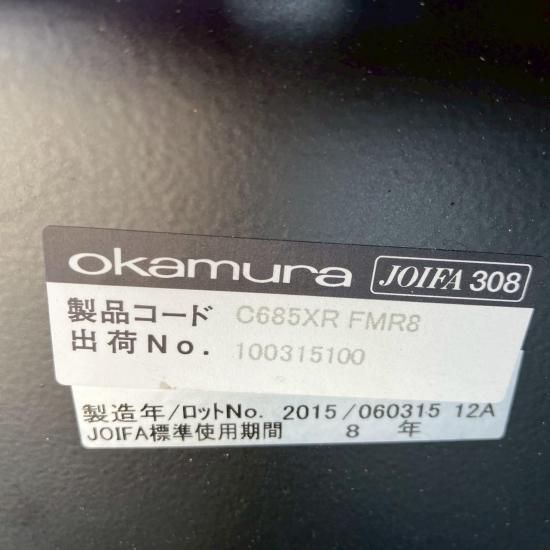 okamura JOIFA 308
製品コード C685XR FMR8
出荷No. 100315100
製造年/ロットNo. 2015/060315 12A
JOIFA標準使用期間 8 年